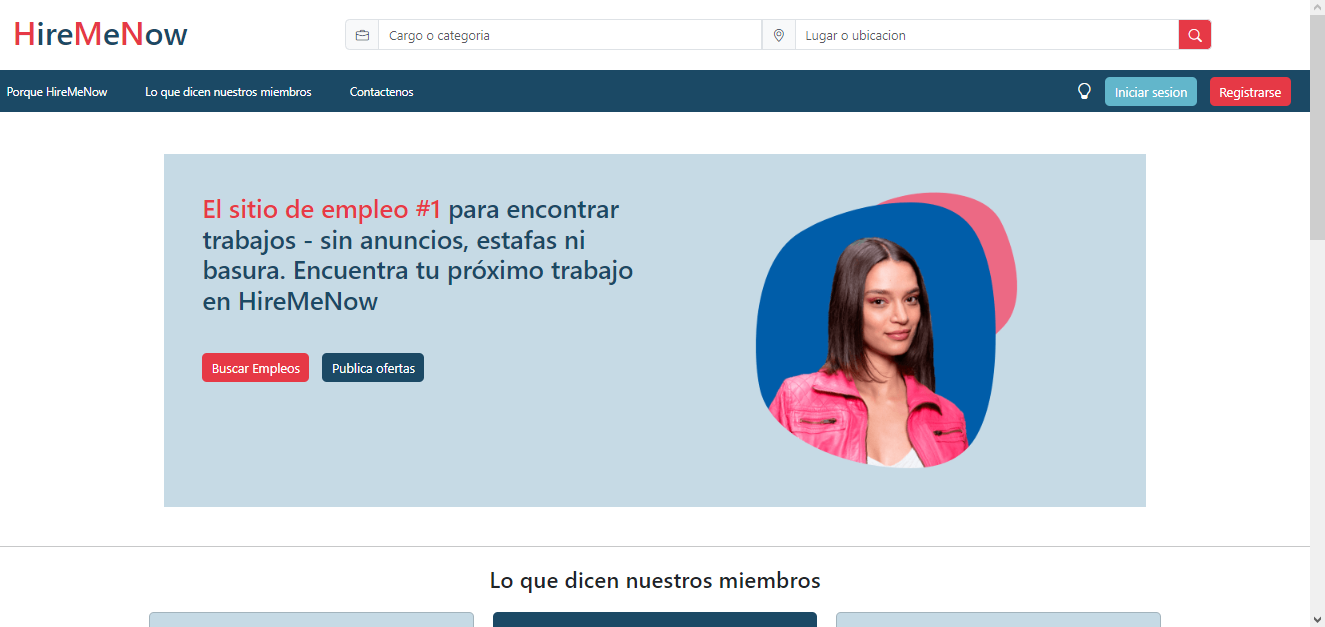 HireMeNow
Cargo o categoria
Lugar o ubicacion
Porque HireMeNow
Lo que dicen nuestros miembros
Contactenos
Iniciar sesion
Registrarse
El sitio de empleo #1 para encontrar
trabajos - sin anuncios, estafas ni
basura. Encuentra tu próximo trabajo
en HireMeNow
Buscar Empleos
Publica ofertas
Lo que dicen nuestros miembros